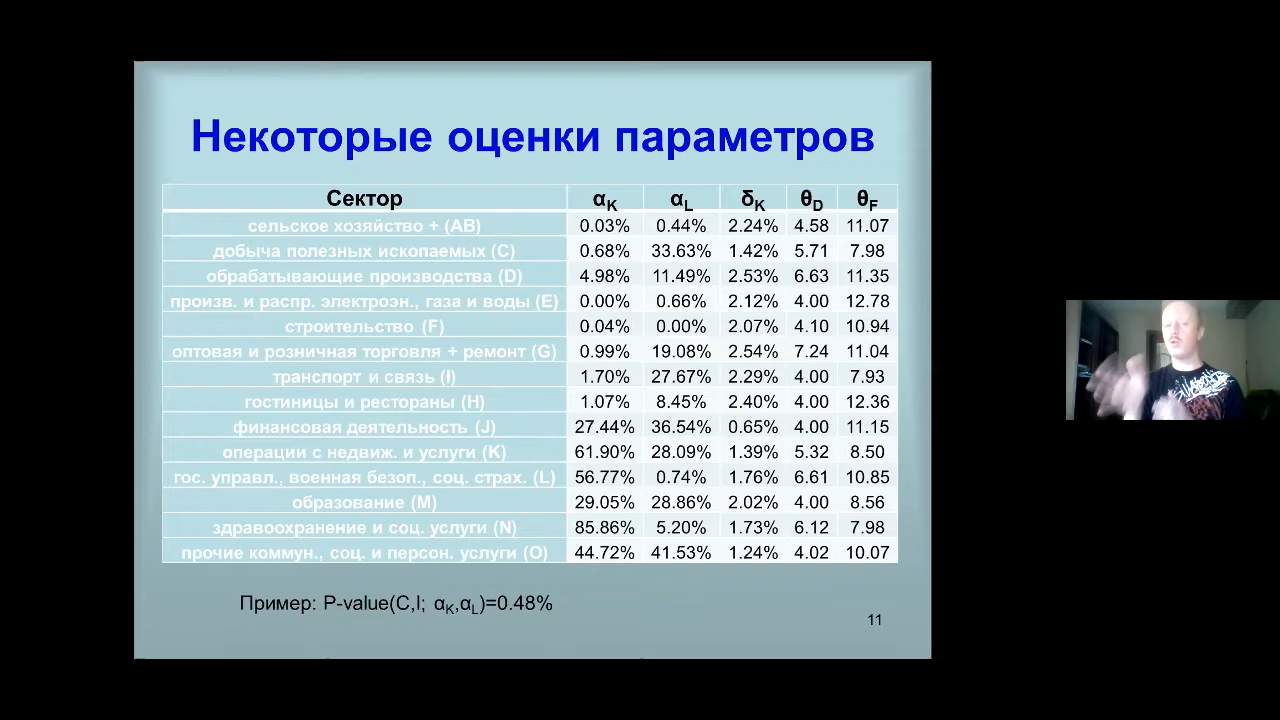 Некоторые оценки параметров
Сектор αK αL δK θD θF
сельское хозяйство + (AB) 0.03% 0.44% 2.24% 4.58 11.07
добыча полезных ископаемых (C) 0.68% 33.63% 1.42% 5.71 7.98
обрабатывающие производства (D) 4.98% 11.49% 2.53% 6.63 11.35
произв. и распр. электроэн., газа и воды (E) 0.00% 0.66% 2.12% 4.00 12.78
строительство (F) 0.04% 0.00% 2.07% 4.10 10.94
оптовая и розничная торговля + ремонт (G) 0.99% 19.08% 2.54% 7.24 11.04
транспорт и связь (I) 1.70% 27.67% 2.29% 4.00 7.93
гостиницы и рестораны (H) 1.07% 8.45% 2.40% 4.00 12.36
финансовая деятельность (J) 27.44% 36.54% 0.65% 4.00 11.15
операции с недвиж. и услуги (K) 61.90% 28.09% 1.39% 5.32 8.50
гос. управл., военная безоп., соц. страх. (L) 56.77% 0.74% 1.76% 6.61 10.85
образование (M) 29.05% 28.86% 2.02% 4.00 8.56
здравоохранение и соц. услуги (N) 85.86% 5.20% 1.73% 6.12 7.98
прочие коммун., соц. и персон. услуги (O) 44.72% 41.53% 1.24% 4.02 10.07
Пример: P-value(C,I; αK,αL)=0.48%
11